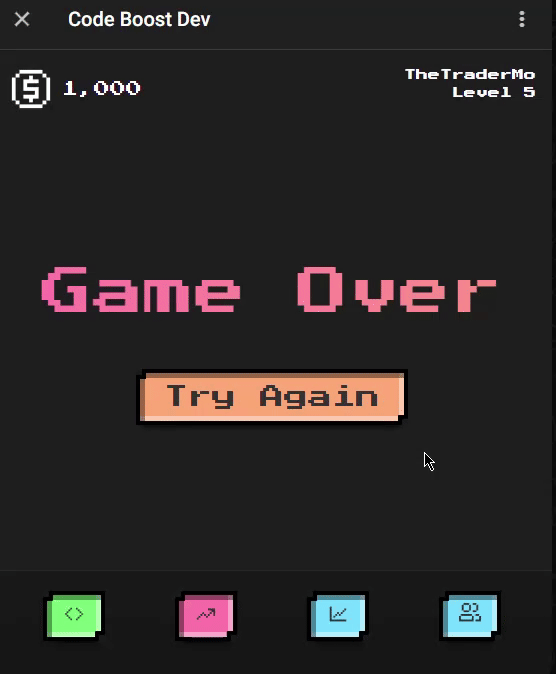 Code Boost Dev
1,000
TheTraderMo
Level 5
Game Over
Try Again